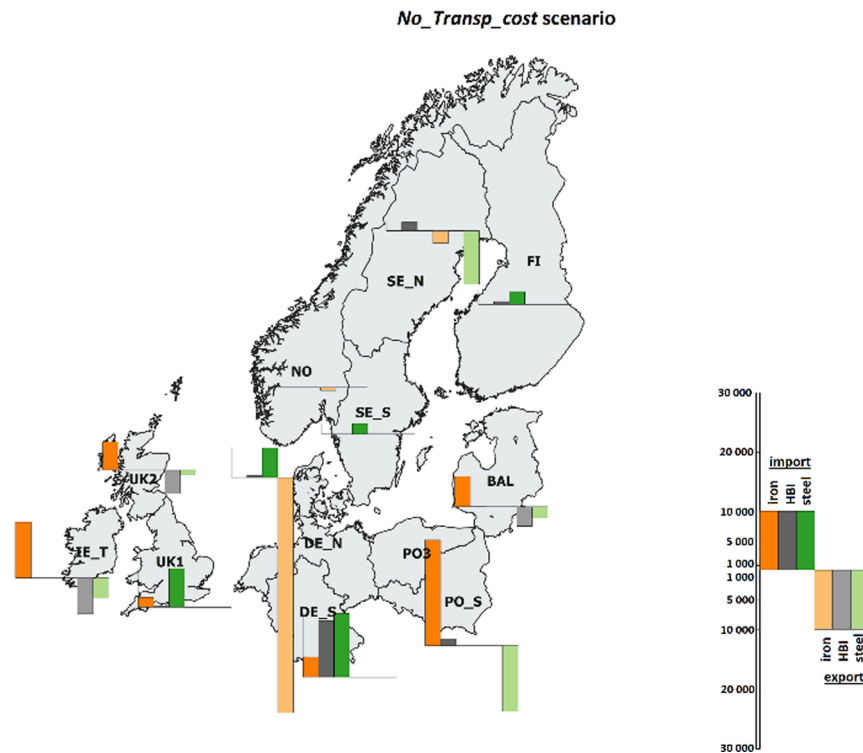 No_Transp_cost scenario
FI
SE_N
NO
SE_S
UK2
BAL
IE_T
UK1
DE_N
PO3
DE_S
PO_S
30 000
20 000
import
iron
HBI
steel
10 000
5 000
1 000
1 000
5 000
10 000
iron
HBI
steel
export
20 000
30 000